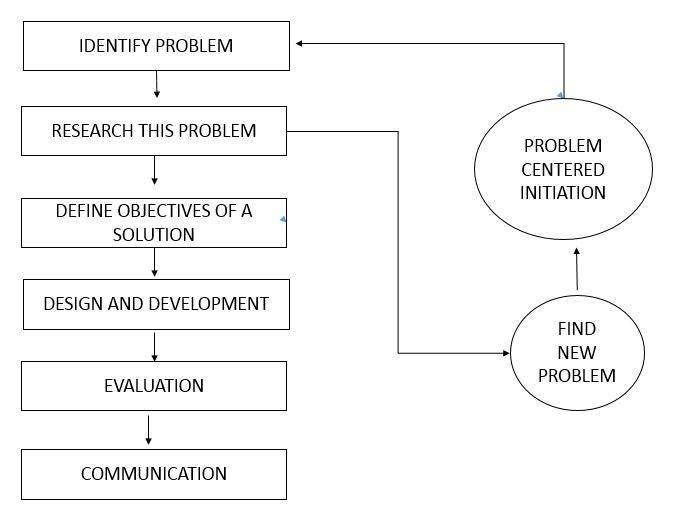 IDENTIFY PROBLEM
RESEARCH THIS PROBLEM
DEFINE OBJECTIVES OF A
SOLUTION
DESIGN AND DEVELOPMENT
EVALUATION
COMMUNICATION
PROBLEM
CENTERED
INITIATION
FIND
NEW
PROBLEM